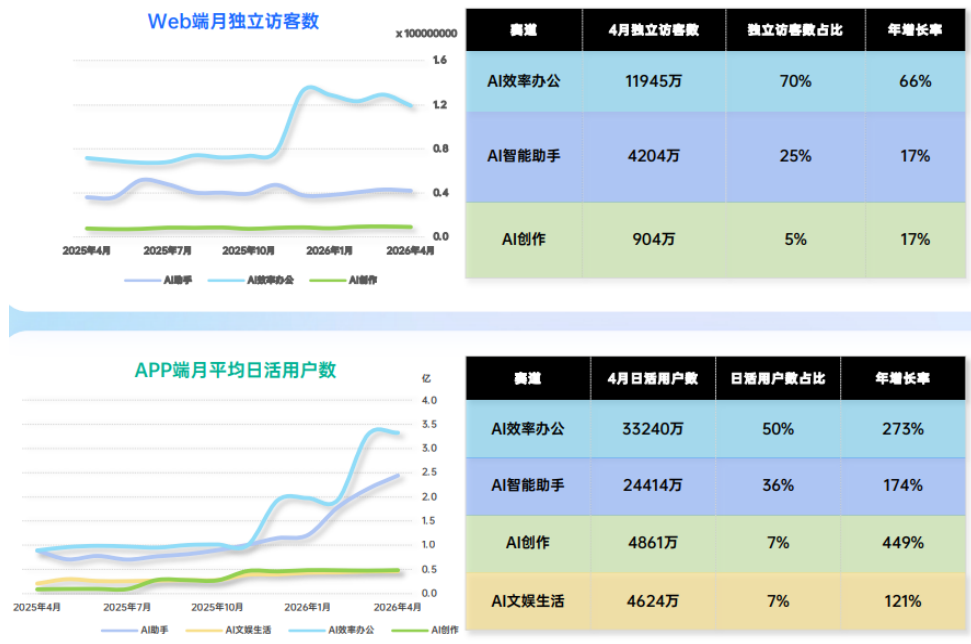 Web端月独立访客数
x 100000000
1.6
1.2
0.8
0.4
0.0
2025年4月 2025年7月 2025年10月 2026年1月 2026年4月
AI助手 AI效率办公 AI创作
赛道 4月独立访客数 独立访客数占比 年增长率
AI效率办公 11945万 70% 66%
AI智能助手 4204万 25% 17%
AI创作 904万 5% 17%
APP端月平均日活用户数
亿
4.0
3.5
3.0
2.5
2.0
1.5
1.0
0.5
0.0
2025年4月 2025年7月 2025年10月 2026年1月 2026年4月
AI助手 AI文娱生活 AI效率办公 AI创作
赛道 4月日活用户数 日活用户数占比 年增长率
AI效率办公 33240万 50% 273%
AI智能助手 24414万 36% 174%
AI创作 4861万 7% 449%
AI文娱生活 4624万 7% 121%